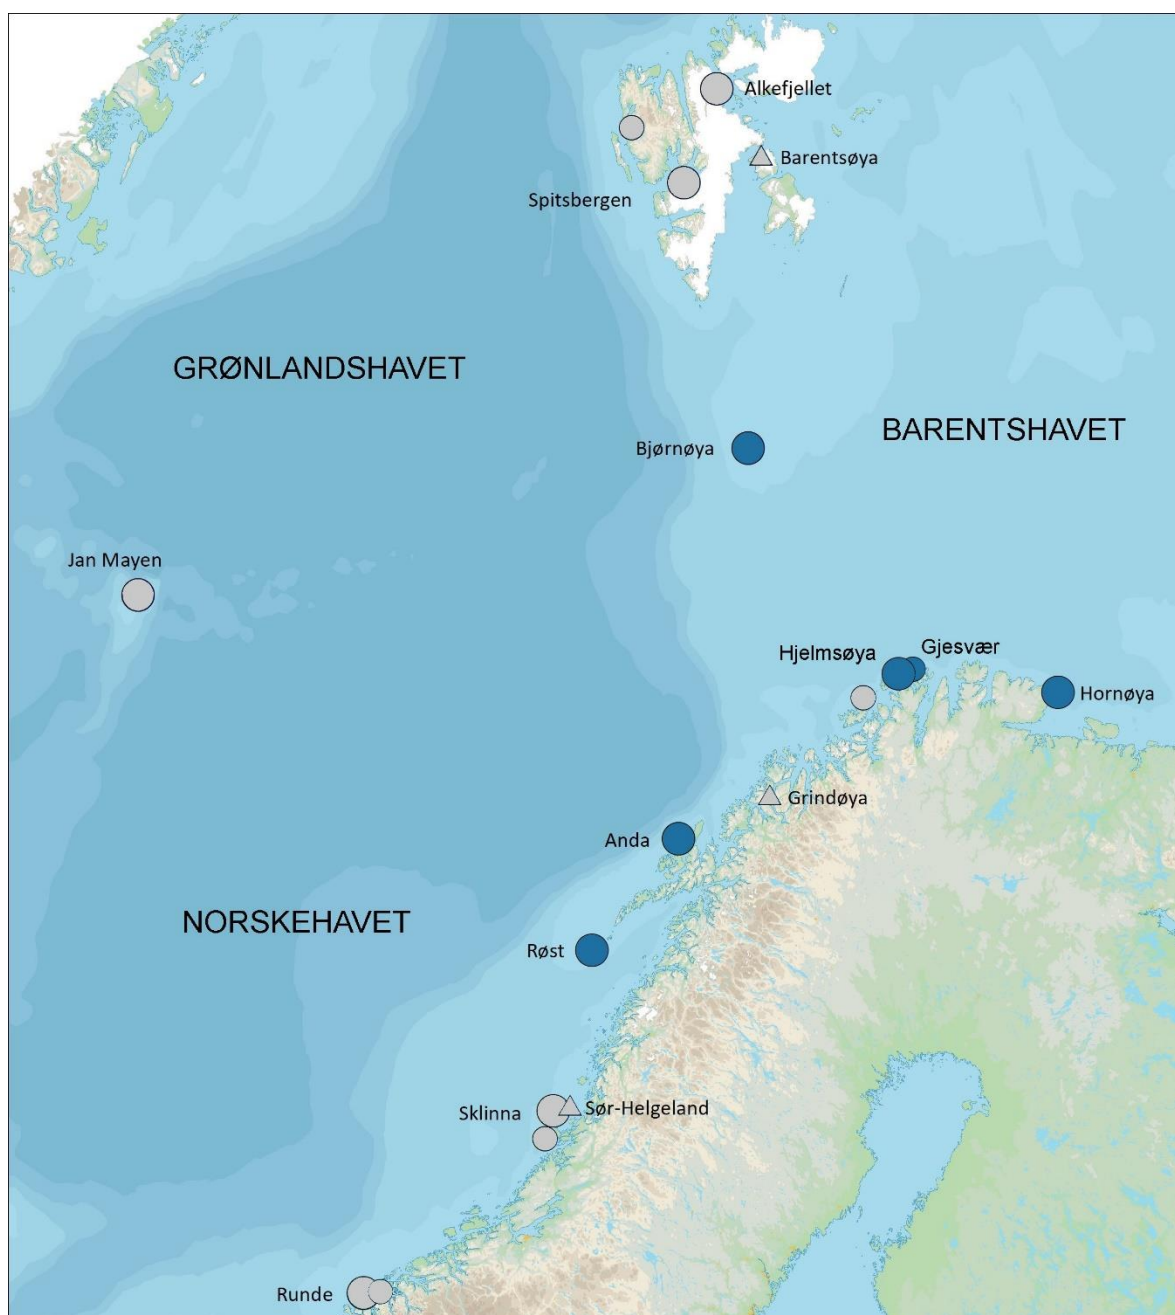 Alkefjellet
Barentsøya
Spitsbergen
GRØNLANDSHAVET
BARENTSHAVET
Bjørnøya
Jan Mayen
Hjelmsøya
Gjesvær
Hornøya
Grindøya
Anda
NORSKEHAVET
Røst
Sklinna
Sør-Helgeland
Runde